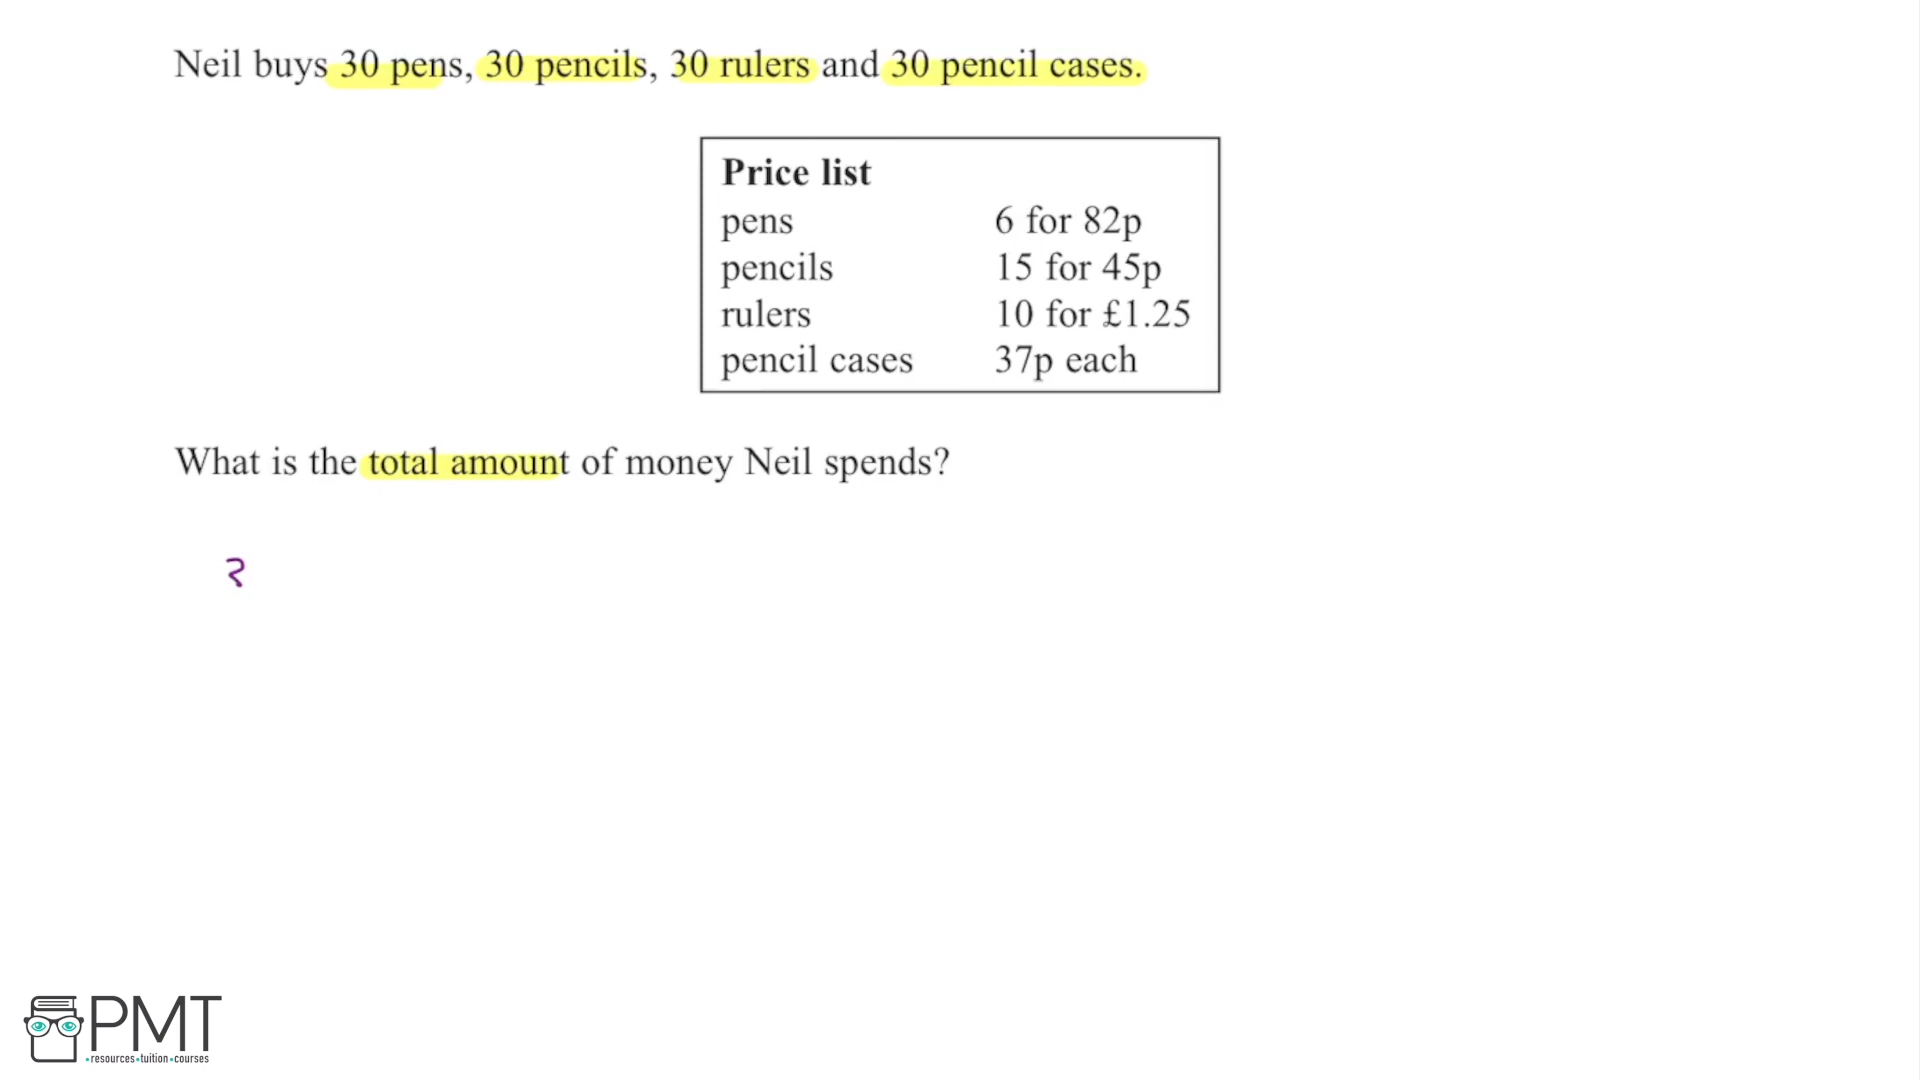 Neil buys 30 pens, 30 pencils, 30 rulers and 30 pencil cases.
Price list
pens 6 for 82p
pencils 15 for 45p
rulers 10 for £1.25
pencil cases 37p each
What is the total amount of money Neil spends?
PMT
•resources•tuition•courses